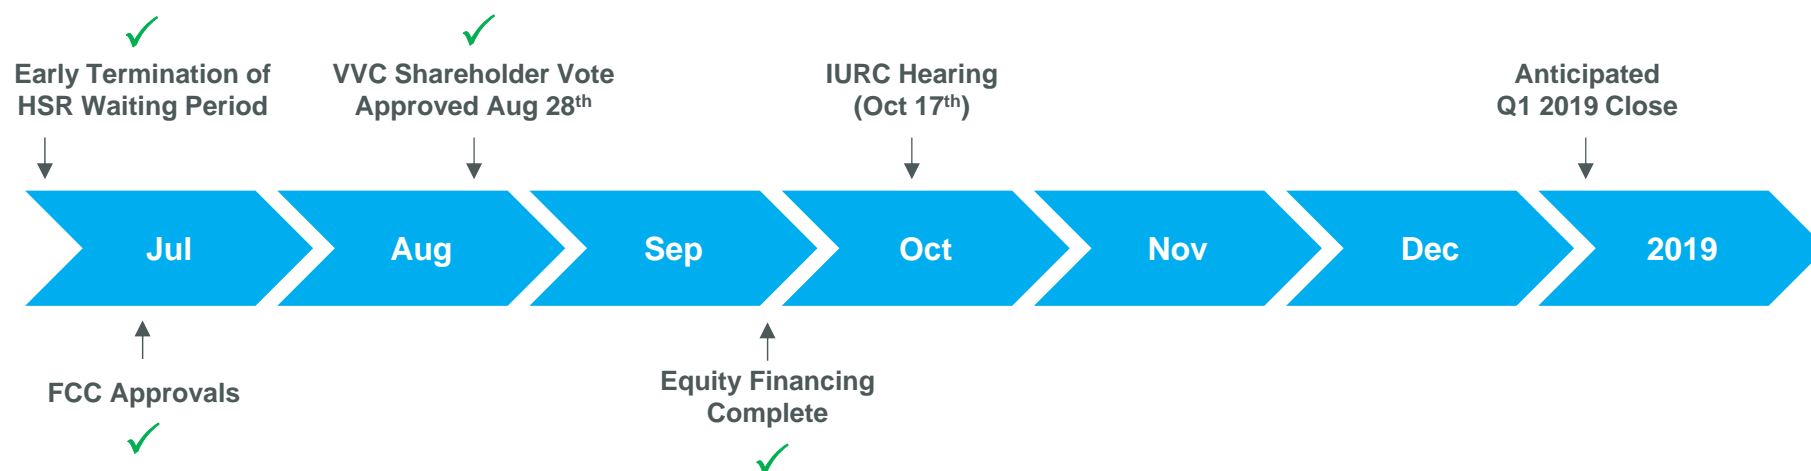 Early Termination of
HSR Waiting Period
VVC Shareholder Vote
Approved Aug 28th
IURC Hearing
(Oct 17th)
Anticipated
Q1 2019 Close
Jul
Aug
Sep
Oct
Nov
Dec
2019
FCC Approvals
Equity Financing
Complete